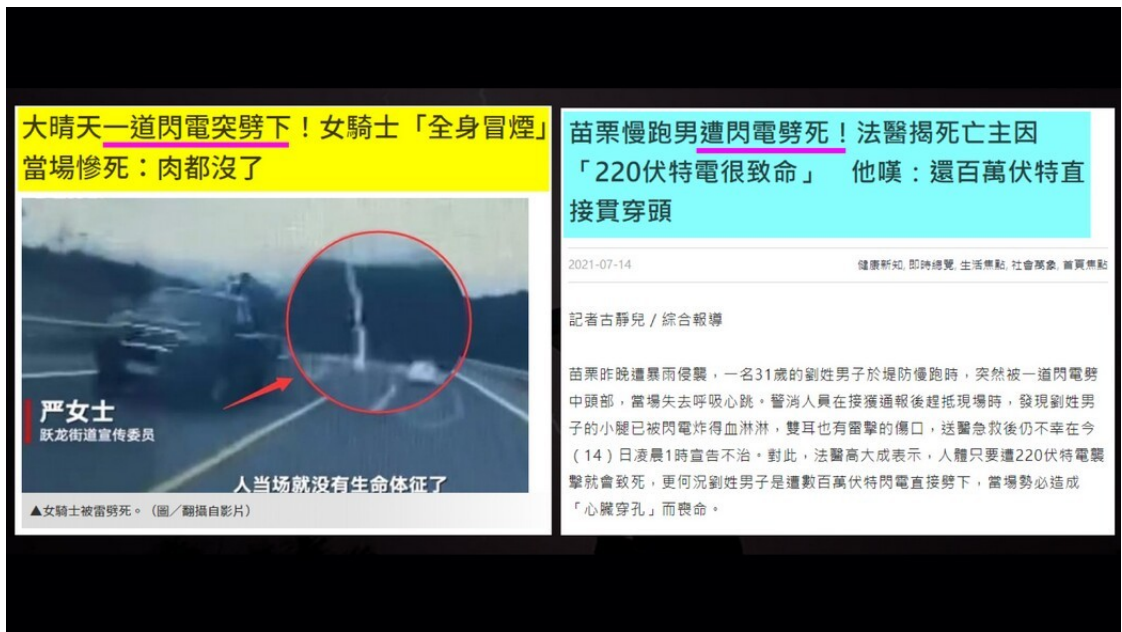 大晴天一道閃電突劈下！女騎士「全身冒煙」
當場慘死：肉都沒了
严女士
跃龙街道宣传委员
人当场就没有生命体征了
▲女騎士被雷劈死。（圖／翻攝自影片）
苗栗慢跑男遭閃電劈死！法醫揭死亡主因
「220伏特電很致命」　他嘆：還百萬伏特直
接貫穿頭
2021-07-14
健康新知, 即時總覽, 生活焦點, 社會萬象, 首頁焦點
記者古靜兒 / 綜合報導
苗栗昨晚遭暴雨侵襲，一名31歲的劉姓男子於堤防慢跑時，突然被一道閃電劈
中頭部，當場失去呼吸心跳。警消人員在接獲通報後趕抵現場時，發現劉姓男
子的小腿已被閃電炸得血淋淋，雙耳也有雷擊的傷口，送醫急救後仍不幸在今
（14）日凌晨1時宣告不治。對此，法醫高大成表示，人體只要遭220伏特電襲
擊就會致死，更何況劉姓男子是遭數百萬伏特閃電直接劈下，當場勢必造成
「心臟穿孔」而喪命。